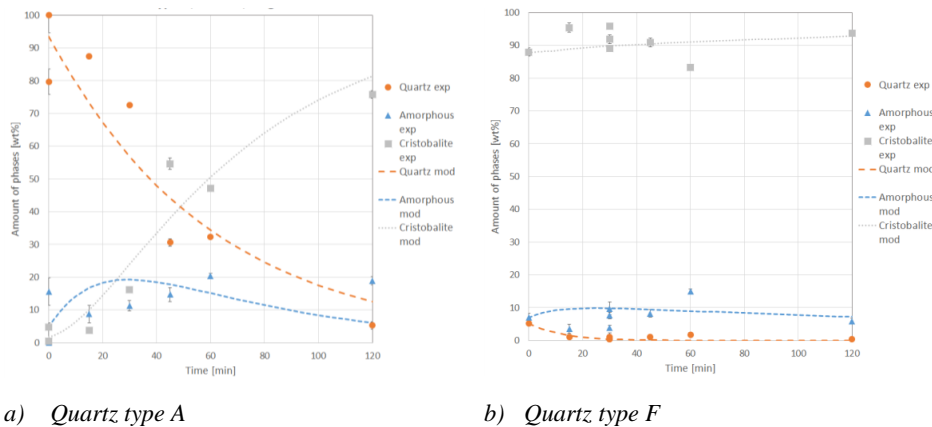 100
90
80
70
60
50
40
30
20
10
0
Amount of phases [wt%]
0 20 40 60 80 100 120
Time [min]
Quartz exp
Amorphous
exp
Cristobalite
exp
Quartz mod
Amorphous
mod
Cristobalite
mod
a) Quartz type A
100
90
80
70
60
50
40
30
20
10
0
Amount of phases [wt%]
0 20 40 60 80 100 120
Time [min]
Quartz exp
Amorphous
exp
Cristobalite
exp
Quartz mod
Amorphous
mod
Cristobalite
mod
b) Quartz type F